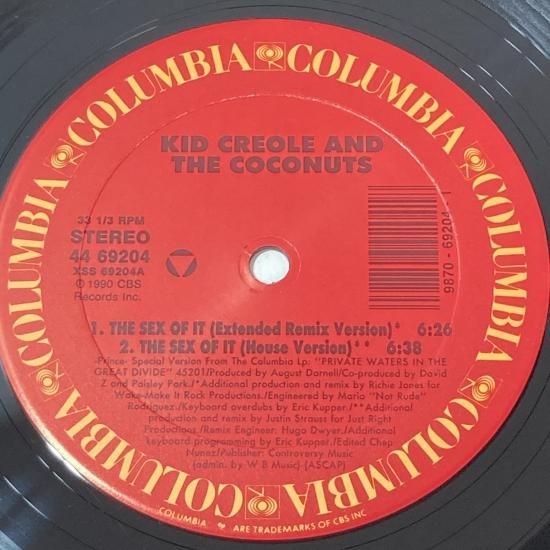 COLUMBIA COLUMBIA COLUMBIA COLUMBIA COLUMBIA COLUMBIA COLUMBIA COLUMBIA COLUMBIA
KID CREOLE AND
THE COCONUTS
33 1/3 RPM
STEREO
44 69204
XSS 69204A
℗ 1990 CBS
Records Inc.
9870 - 69204 - 1
1. THE SEX OF IT (Extended Remix Version)* 6:26
2. THE SEX OF IT (House Version)** 6:38
-Prince- Special Version From The Columbia Lp: "PRIVATE WATERS IN THE
GREAT DIVIDE" 45201/Produced by August Darnell/Co-produced by David
Z and Paisley Park./*Additional production and remix by Richie Jones for
Wake-Make It Rock Productions./Engineered by Mario "Not Rude"
Rodriguez./Keyboard overdubs by Eric Kupper./**Additional
production and remix by Justin Strauss for Just Right
Productions./Remix Engineer: Hugo Dwyer./Additional
keyboard programming by Eric Kupper./Edited Chep
Nunez/Publisher: Controversy Music
(admin. by W B Music) (ASCAP)
COLUMBIA, ARE TRADEMARKS OF CBS INC